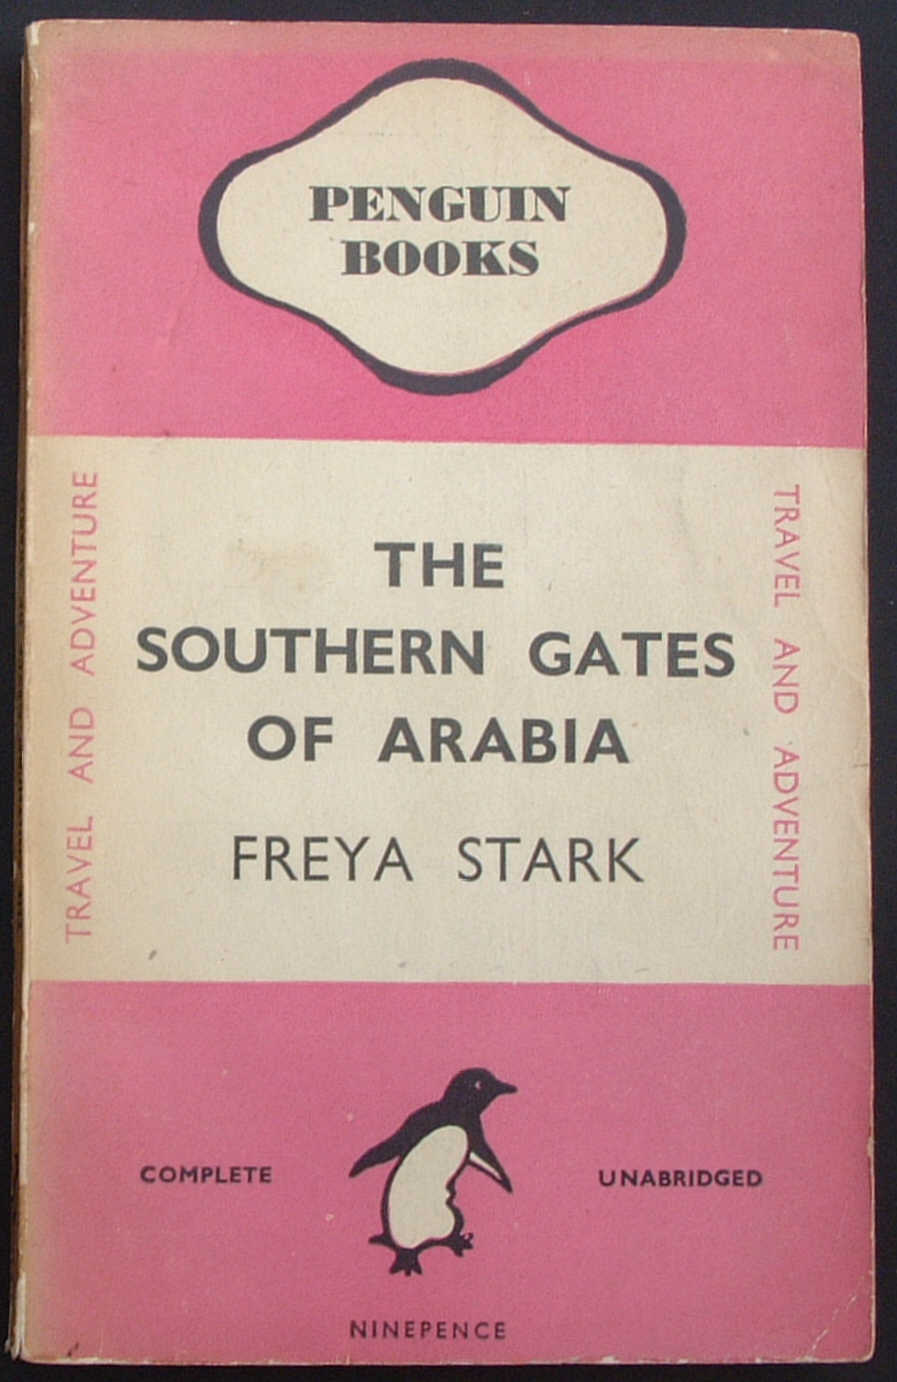 PENGUIN
BOOKS
TRAVEL AND ADVENTURE
THE
SOUTHERN GATES
OF ARABIA
FREYA STARK
TRAVEL AND ADVENTURE
COMPLETE
UNABRIDGED
NINEPENCE